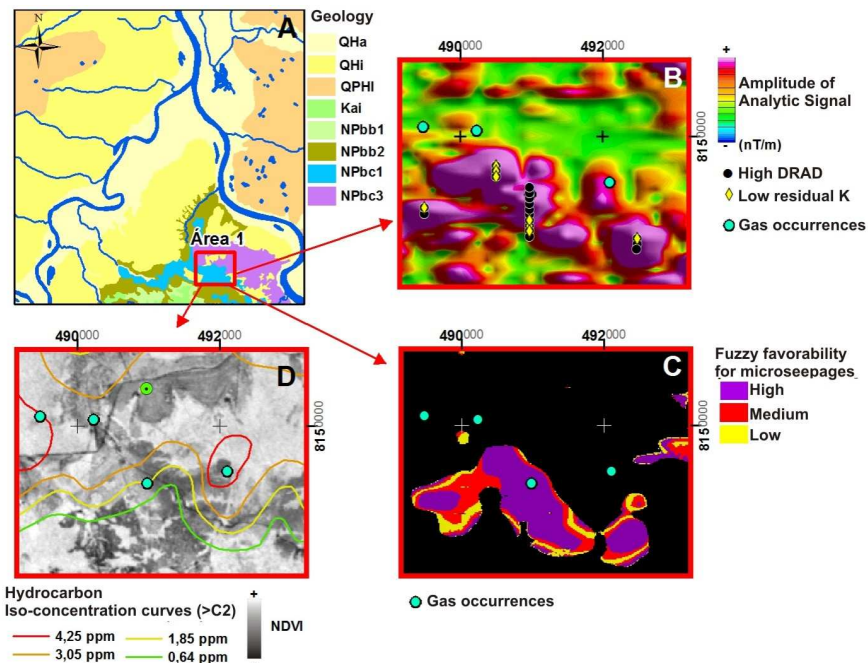 N
A
Geology
QHa
QHi
QPHI
Kai
NPbb1
NPbb2
NPbc1
NPbc3
Área 1
490000
492000
8150000
B
+
Amplitude of
Analytic Signal
- (nT/m)
High DRAD
Low residual K
Gas occurrences
490000
492000
8150000
D
490000
492000
8150000
C
Fuzzy favorability
for microseepages
High
Medium
Low
Hydrocarbon
Iso-concentration curves (>C2)
4,25 ppm
1,85 ppm
3,05 ppm
0,64 ppm
+
NDVI
-
Gas occurrences